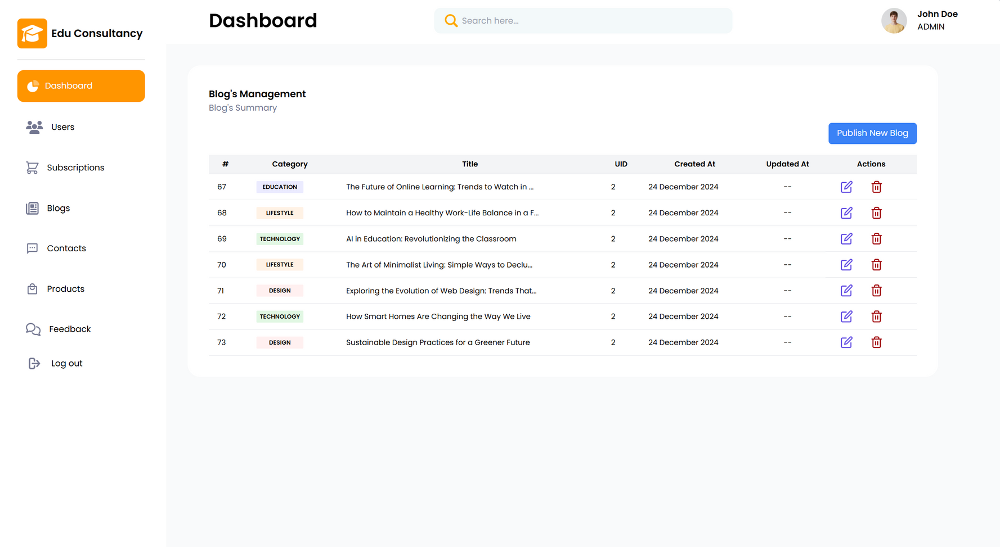 Edu Consultancy
Dashboard
Users
Subscriptions
Blogs
Contacts
Products
Feedback
Log out
Dashboard
Search here...
John Doe
ADMIN
Blog's Management
Blog's Summary
Publish New Blog
# Category Title UID Created At Updated At Actions
67 EDUCATION The Future of Online Learning: Trends to Watch in ... 2 24 December 2024 --
68 LIFESTYLE How to Maintain a Healthy Work-Life Balance in a F... 2 24 December 2024 --
69 TECHNOLOGY AI in Education: Revolutionizing the Classroom 2 24 December 2024 --
70 LIFESTYLE The Art of Minimalist Living: Simple Ways to Declu... 2 24 December 2024 --
71 DESIGN Exploring the Evolution of Web Design: Trends That... 2 24 December 2024 --
72 TECHNOLOGY How Smart Homes Are Changing the Way We Live 2 24 December 2024 --
73 DESIGN Sustainable Design Practices for a Greener Future 2 24 December 2024 --